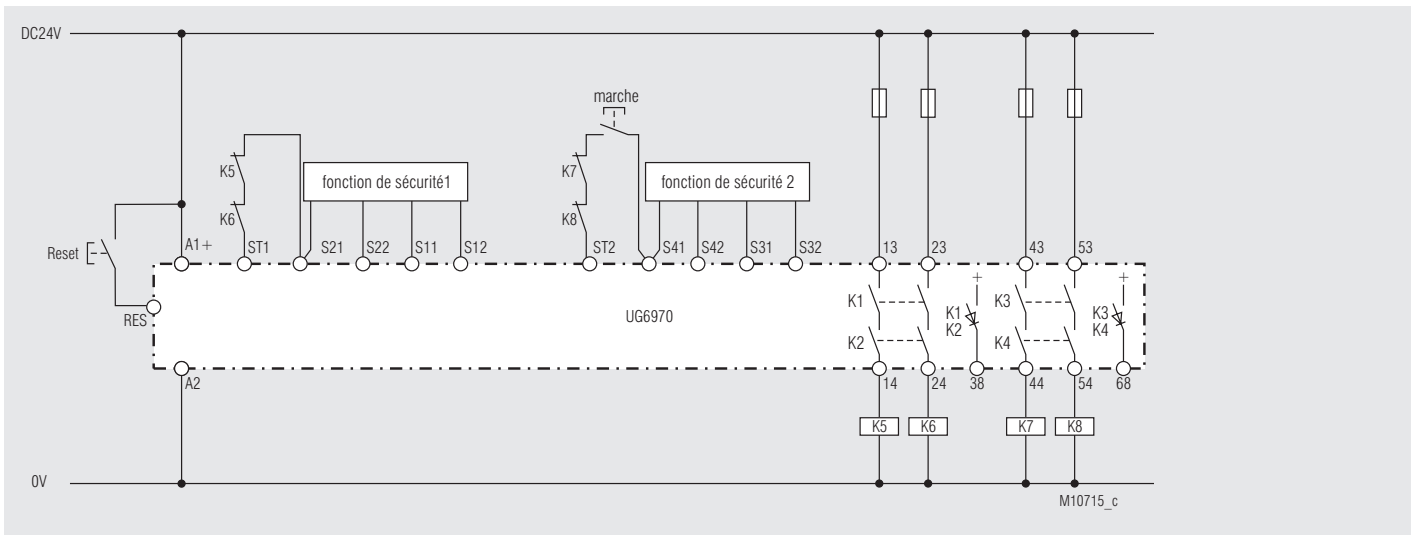 DC24V
marche
K5
K7
fonction de sécurité1
fonction de sécurité 2
K6
K8
Reset
A1+
ST1
S21
S22
S11
S12
ST2
S41
S42
S31
S32
13
23
43
53
+
+
K1
K3
K1
K2
K3
K4
RES
UG6970
K2
K4
A2
14
24
38
44
54
68
K5
K6
K7
K8
0V
M10715_c